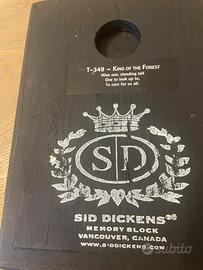 T-349 ~ King of the Forest
Wise one, standing tall
One to look up to,
To care for us all.
SD
SID DICKENS
MEMORY BLOCK
VANCOUVER, CANADA
WWW.SIDDICKENS.COM
subito